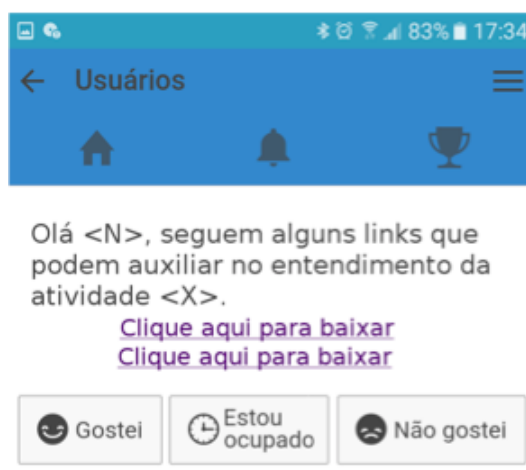 83% 17:34
Usuários
Olá <N>, seguem alguns links que
podem auxiliar no entendimento da
atividade <X>.
Clique aqui para baixar
Clique aqui para baixar
Gostei
Estou
ocupado
Não gostei